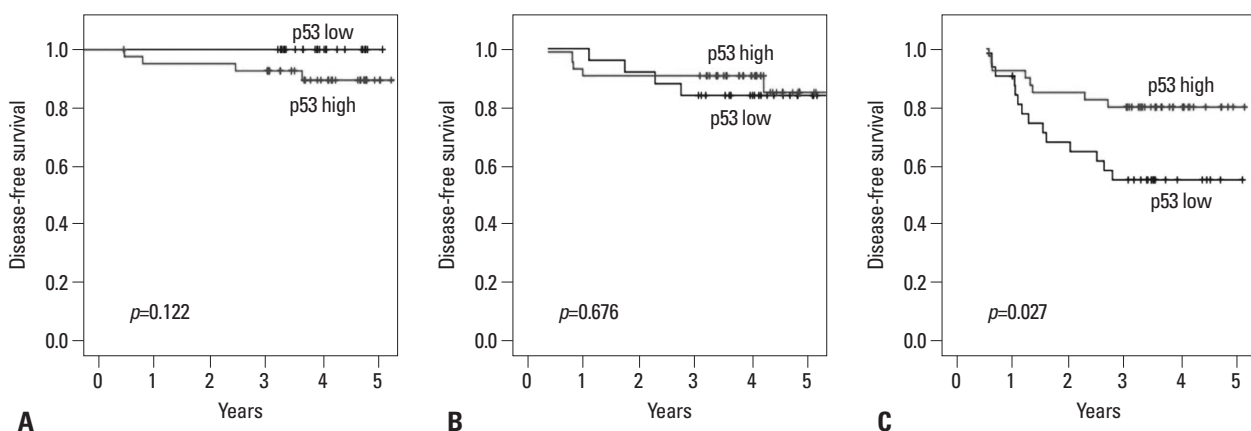 p53 low
1.0
p53 high
0.8
0.6
0.4
0.2
p=0.122
0.0
0 1 2 3 4 5
Years
Disease-free survival
A
p53 high
1.0
p53 low
0.8
0.6
0.4
0.2
p=0.676
0.0
0 1 2 3 4 5
Years
Disease-free survival
B
1.0
p53 high
0.8
0.6
p53 low
0.4
0.2
p=0.027
0.0
0 1 2 3 4 5
Years
Disease-free survival
C